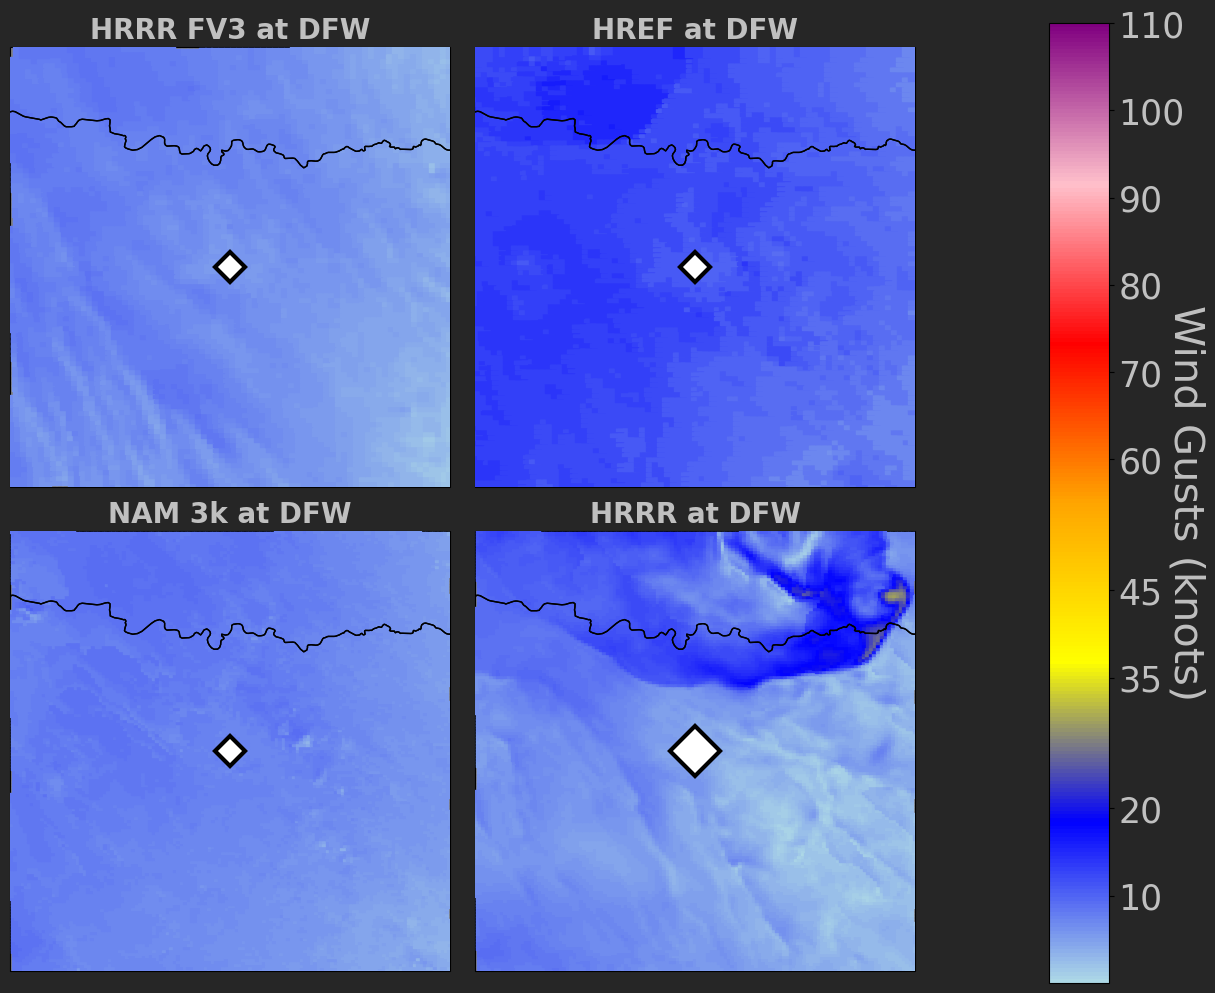 HRRR FV3 at DFW
HREF at DFW
NAM 3k at DFW
HRRR at DFW
110
100
90
80
70
60
45
35
20
10
Wind Gusts (knots)